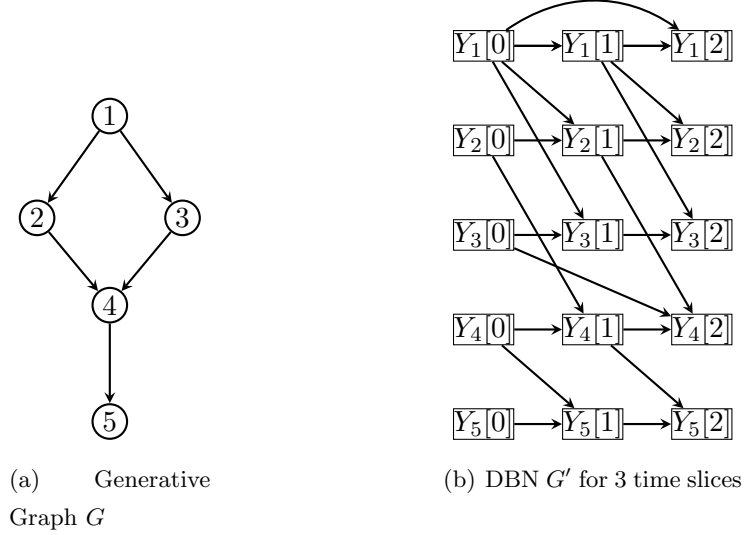 1
2 3
4
5
Y₁[0] Y₁[1] Y₁[2]
Y₂[0] Y₂[1] Y₂[2]
Y₃[0] Y₃[1] Y₃[2]
Y₄[0] Y₄[1] Y₄[2]
Y₅[0] Y₅[1] Y₅[2]
(a) Generative
Graph G
(b) DBN G′ for 3 time slices